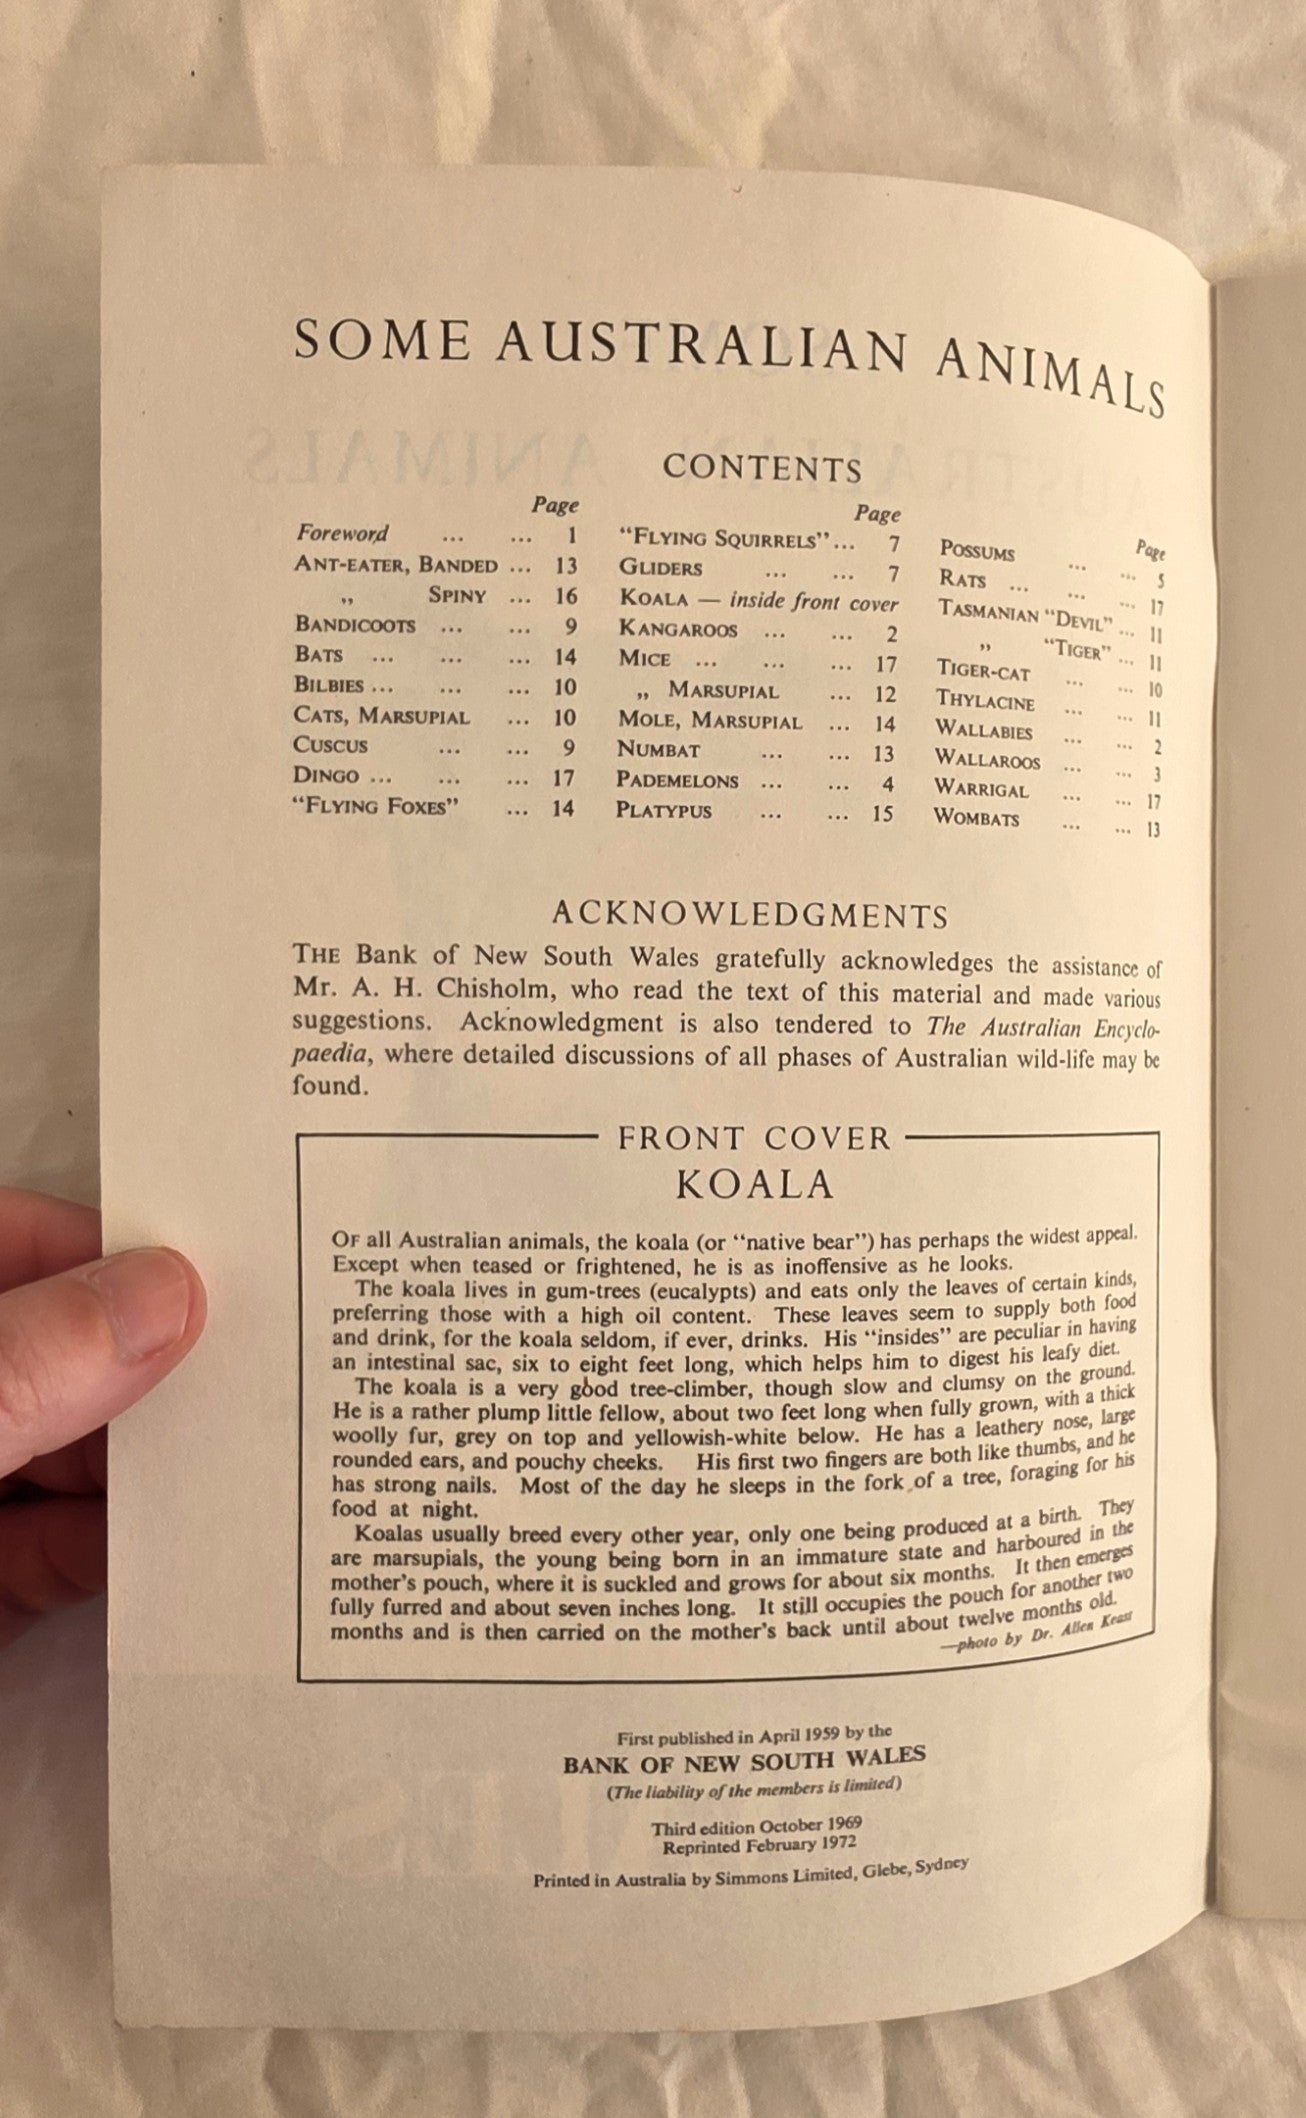 SOME AUSTRALIAN ANIMALS
CONTENTS
Page
Foreword ... ... 1
ANT-EATER, BANDED ... 13
„ SPINY ... 16
BANDICOOTS ... ... 9
BATS ... ... ... 14
BILBIES ... ... ... 10
CATS, MARSUPIAL ... 10
CUSCUS ... ... 9
DINGO ... ... ... 17
“FLYING FOXES” ... 14
Page
“FLYING SQUIRRELS” ... 7
GLIDERS ... ... 7
KOALA — inside front cover
KANGAROOS ... ... 2
MICE ... ... ... 17
„ MARSUPIAL ... 12
MOLE, MARSUPIAL ... 14
NUMBAT ... ... 13
PADEMELONS ... ... 4
PLATYPUS ... ... 15
Page
POSSUMS ... ... 5
RATS ... ... ... 17
TASMANIAN “DEVIL” ... 11
„ “TIGER” ... 11
TIGER-CAT ... ... 10
THYLACINE ... ... 11
WALLABIES ... ... 2
WALLAROOS ... ... 3
WARRIGAL ... ... 17
WOMBATS ... ... 13
ACKNOWLEDGMENTS
THE Bank of New South Wales gratefully acknowledges the assistance of
Mr. A. H. Chisholm, who read the text of this material and made various
suggestions. Acknowledgment is also tendered to The Australian Encyclo-
paedia, where detailed discussions of all phases of Australian wild-life may be
found.
FRONT COVER
KOALA
OF all Australian animals, the koala (or “native bear”) has perhaps the widest appeal.
Except when teased or frightened, he is as inoffensive as he looks.
The koala lives in gum-trees (eucalypts) and eats only the leaves of certain kinds,
preferring those with a high oil content. These leaves seem to supply both food
and drink, for the koala seldom, if ever, drinks. His “insides” are peculiar in having
an intestinal sac, six to eight feet long, which helps him to digest his leafy diet.
The koala is a very good tree-climber, though slow and clumsy on the ground.
He is a rather plump little fellow, about two feet long when fully grown, with a thick
woolly fur, grey on top and yellowish-white below. He has a leathery nose, large
rounded ears, and pouchy cheeks. His first two fingers are both like thumbs, and he
has strong nails. Most of the day he sleeps in the fork of a tree, foraging for his
food at night.
Koalas usually breed every other year, only one being produced at a birth. They
are marsupials, the young being born in an immature state and harboured in the
mother's pouch, where it is suckled and grows for about six months. It then emerges
fully furred and about seven inches long. It still occupies the pouch for another two
months and is then carried on the mother's back until about twelve months old.
—photo by Dr. Allen Keast
First published in April 1959 by the
BANK OF NEW SOUTH WALES
(The liability of the members is limited)
Third edition October 1969
Reprinted February 1972
Printed in Australia by Simmons Limited, Glebe, Sydney